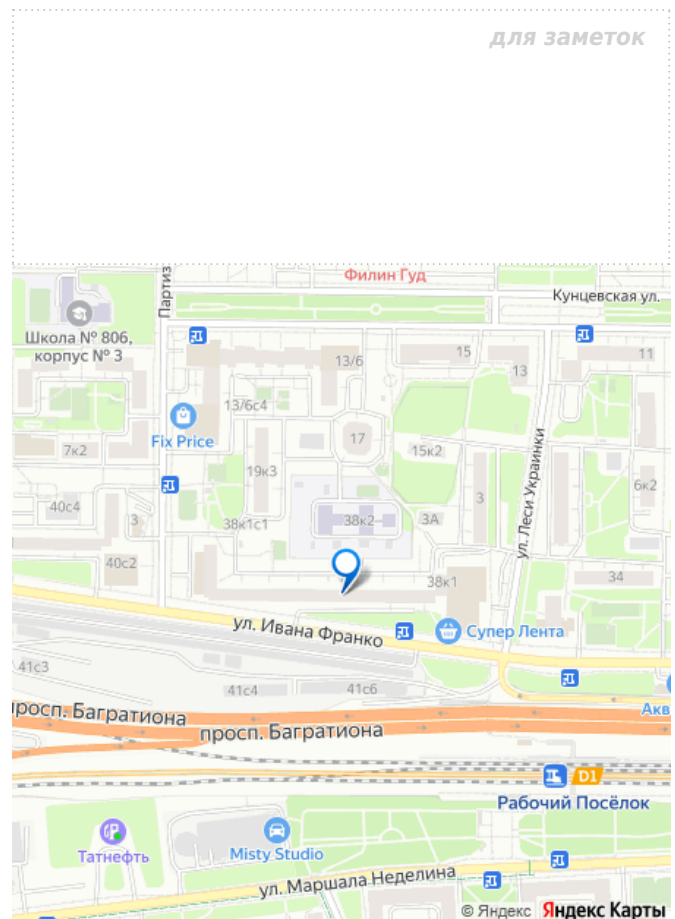 для заметок
Филин Гуд
Партиз
Кунцевская ул.
Школа № 806,
корпус № 3
13/6
15
11
13
13/6с4
Fix Price
17
7к2
15к2
19к3
ул. Леси Украинки
6к2
3
40с4
3
38к1с1
38к2
3А
40с2
38к1
34
ул. Ивана Франко
Супер Лента
41с3
41с4
41с6
Акв
просп. Багратиона
просп. Багратиона
D1
Рабочий Посёлок
Татнефть
Misty Studio
ул. Маршала Неделина
© Яндекс Яндекс Карты